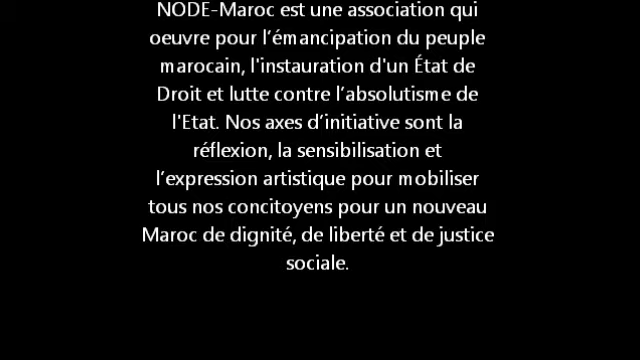 NODE-Maroc est une association qui
oeuvre pour l’émancipation du peuple
marocain, l'instauration d'un État de
Droit et lutte contre l’absolutisme de
l'Etat. Nos axes d’initiative sont la
réflexion, la sensibilisation et
l’expression artistique pour mobiliser
tous nos concitoyens pour un nouveau
Maroc de dignité, de liberté et de justice
sociale.